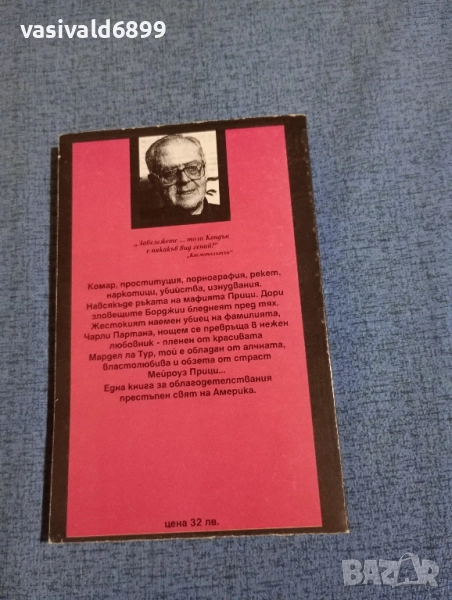 vasivald6899
„Забележете ... този Кондън
е някакъв вид гений!“
„Космополитън“
Комар, проституция, порнография, рекет,
наркотици, убийства, изнудвания.
Навсякъде ръката на мафията Прици. Дори
зловещите Борджии бледнеят пред тях.
Жестокият наемен убиец на фамилията,
Чарли Партана, нощем се превръща в нежен
любовник - пленен от красивата
Мардел ла Тур, той е обладан от алчната,
властолюбива и обзета от страст
Мейроуз Прици...
Една книга за облагодетелствания
престъпен свят на Америка.
цена 32 лв.
BAZAR